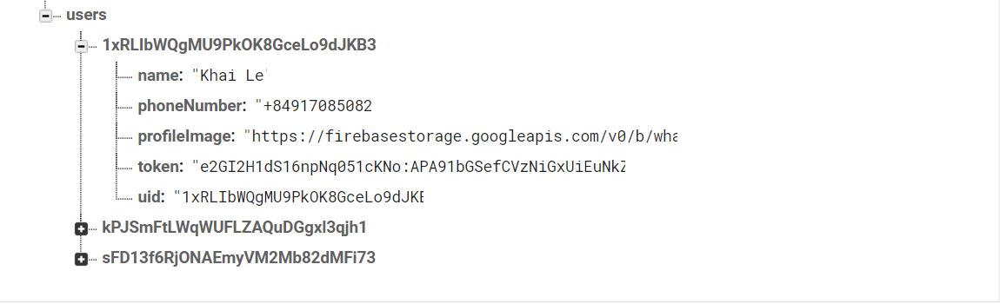 users
1xRLIbWQgMU9PkOK8GceLo9dJKB3
name: "Khai Le"
phoneNumber: "+84917085082
profileImage: "https://firebasestorage.googleapis.com/v0/b/wha
token: "e2GI2H1dS16npNq051cKNo:APA91bGSefCVzNiGxUiEuNkZ
uid: "1xRLIbWQgMU9PkOK8GceLo9dJKB
kPJSmFtLWqWUFLZAQuDGgxl3qjh1
sFD13f6RjONAEmyVM2Mb82dMFi73